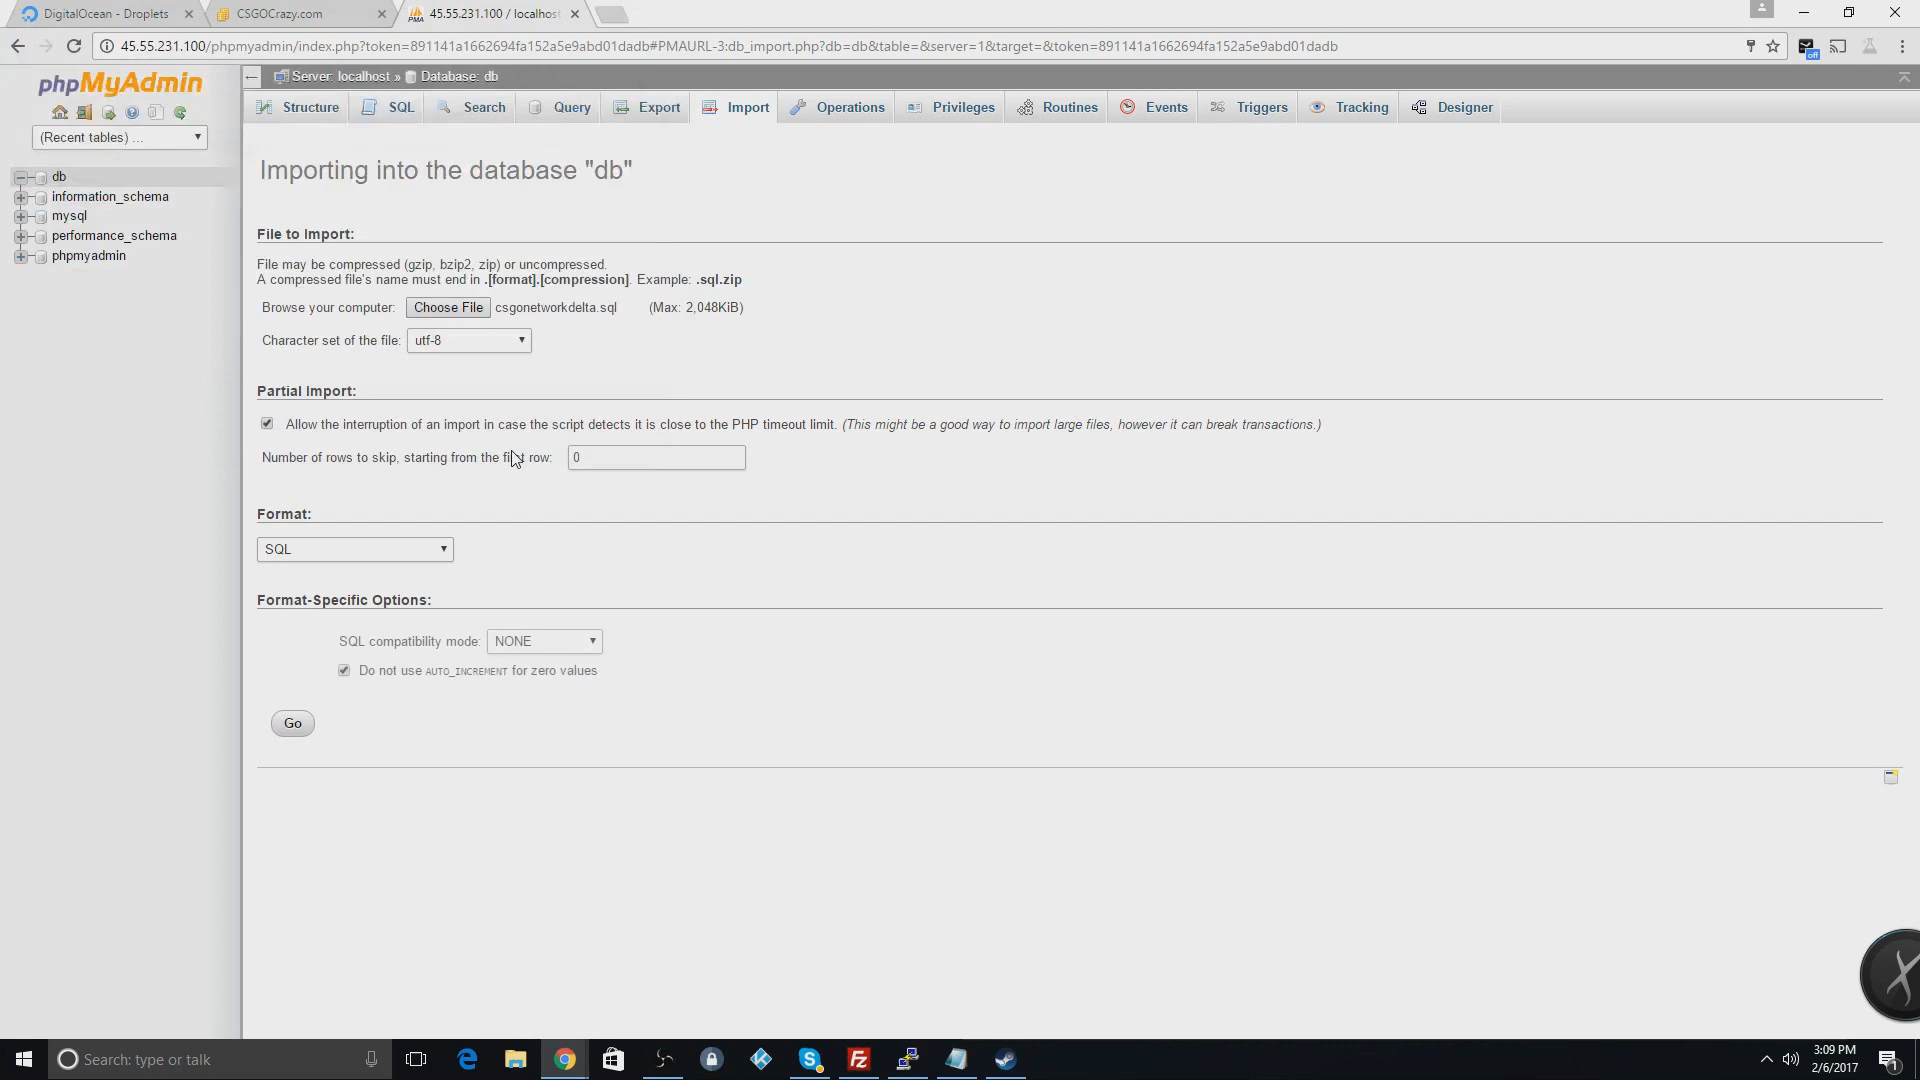 DigitalOcean - Droplets
CSGOCrazy.com
45.55.231.100 / localhost
45.55.231.100/phpmyadmin/index.php?token=891141a1662694fa152a5e9abd01dadb#PMAURL-3:db_import.php?db=db&table=&server=1&target=&token=891141a1662694fa152a5e9abd01dadb
off
phpMyAdmin
(Recent tables) ...
db
information_schema
mysql
performance_schema
phpmyadmin
Server: localhost » Database: db
Structure SQL Search Query Export Import Operations Privileges Routines Events Triggers Tracking Designer
Importing into the database "db"
File to Import:
File may be compressed (gzip, bzip2, zip) or uncompressed.
A compressed file's name must end in .[format].[compression]. Example: .sql.zip
Browse your computer: Choose File csgonetworkdelta.sql (Max: 2,048KiB)
Character set of the file: utf-8
Partial Import:
Allow the interruption of an import in case the script detects it is close to the PHP timeout limit. (This might be a good way to import large files, however it can break transactions.)
Number of rows to skip, starting from the first row: 0
Format:
SQL
Format-Specific Options:
SQL compatibility mode: NONE
Do not use AUTO_INCREMENT for zero values
Go
Search: type or talk
3:09 PM
2/6/2017
1